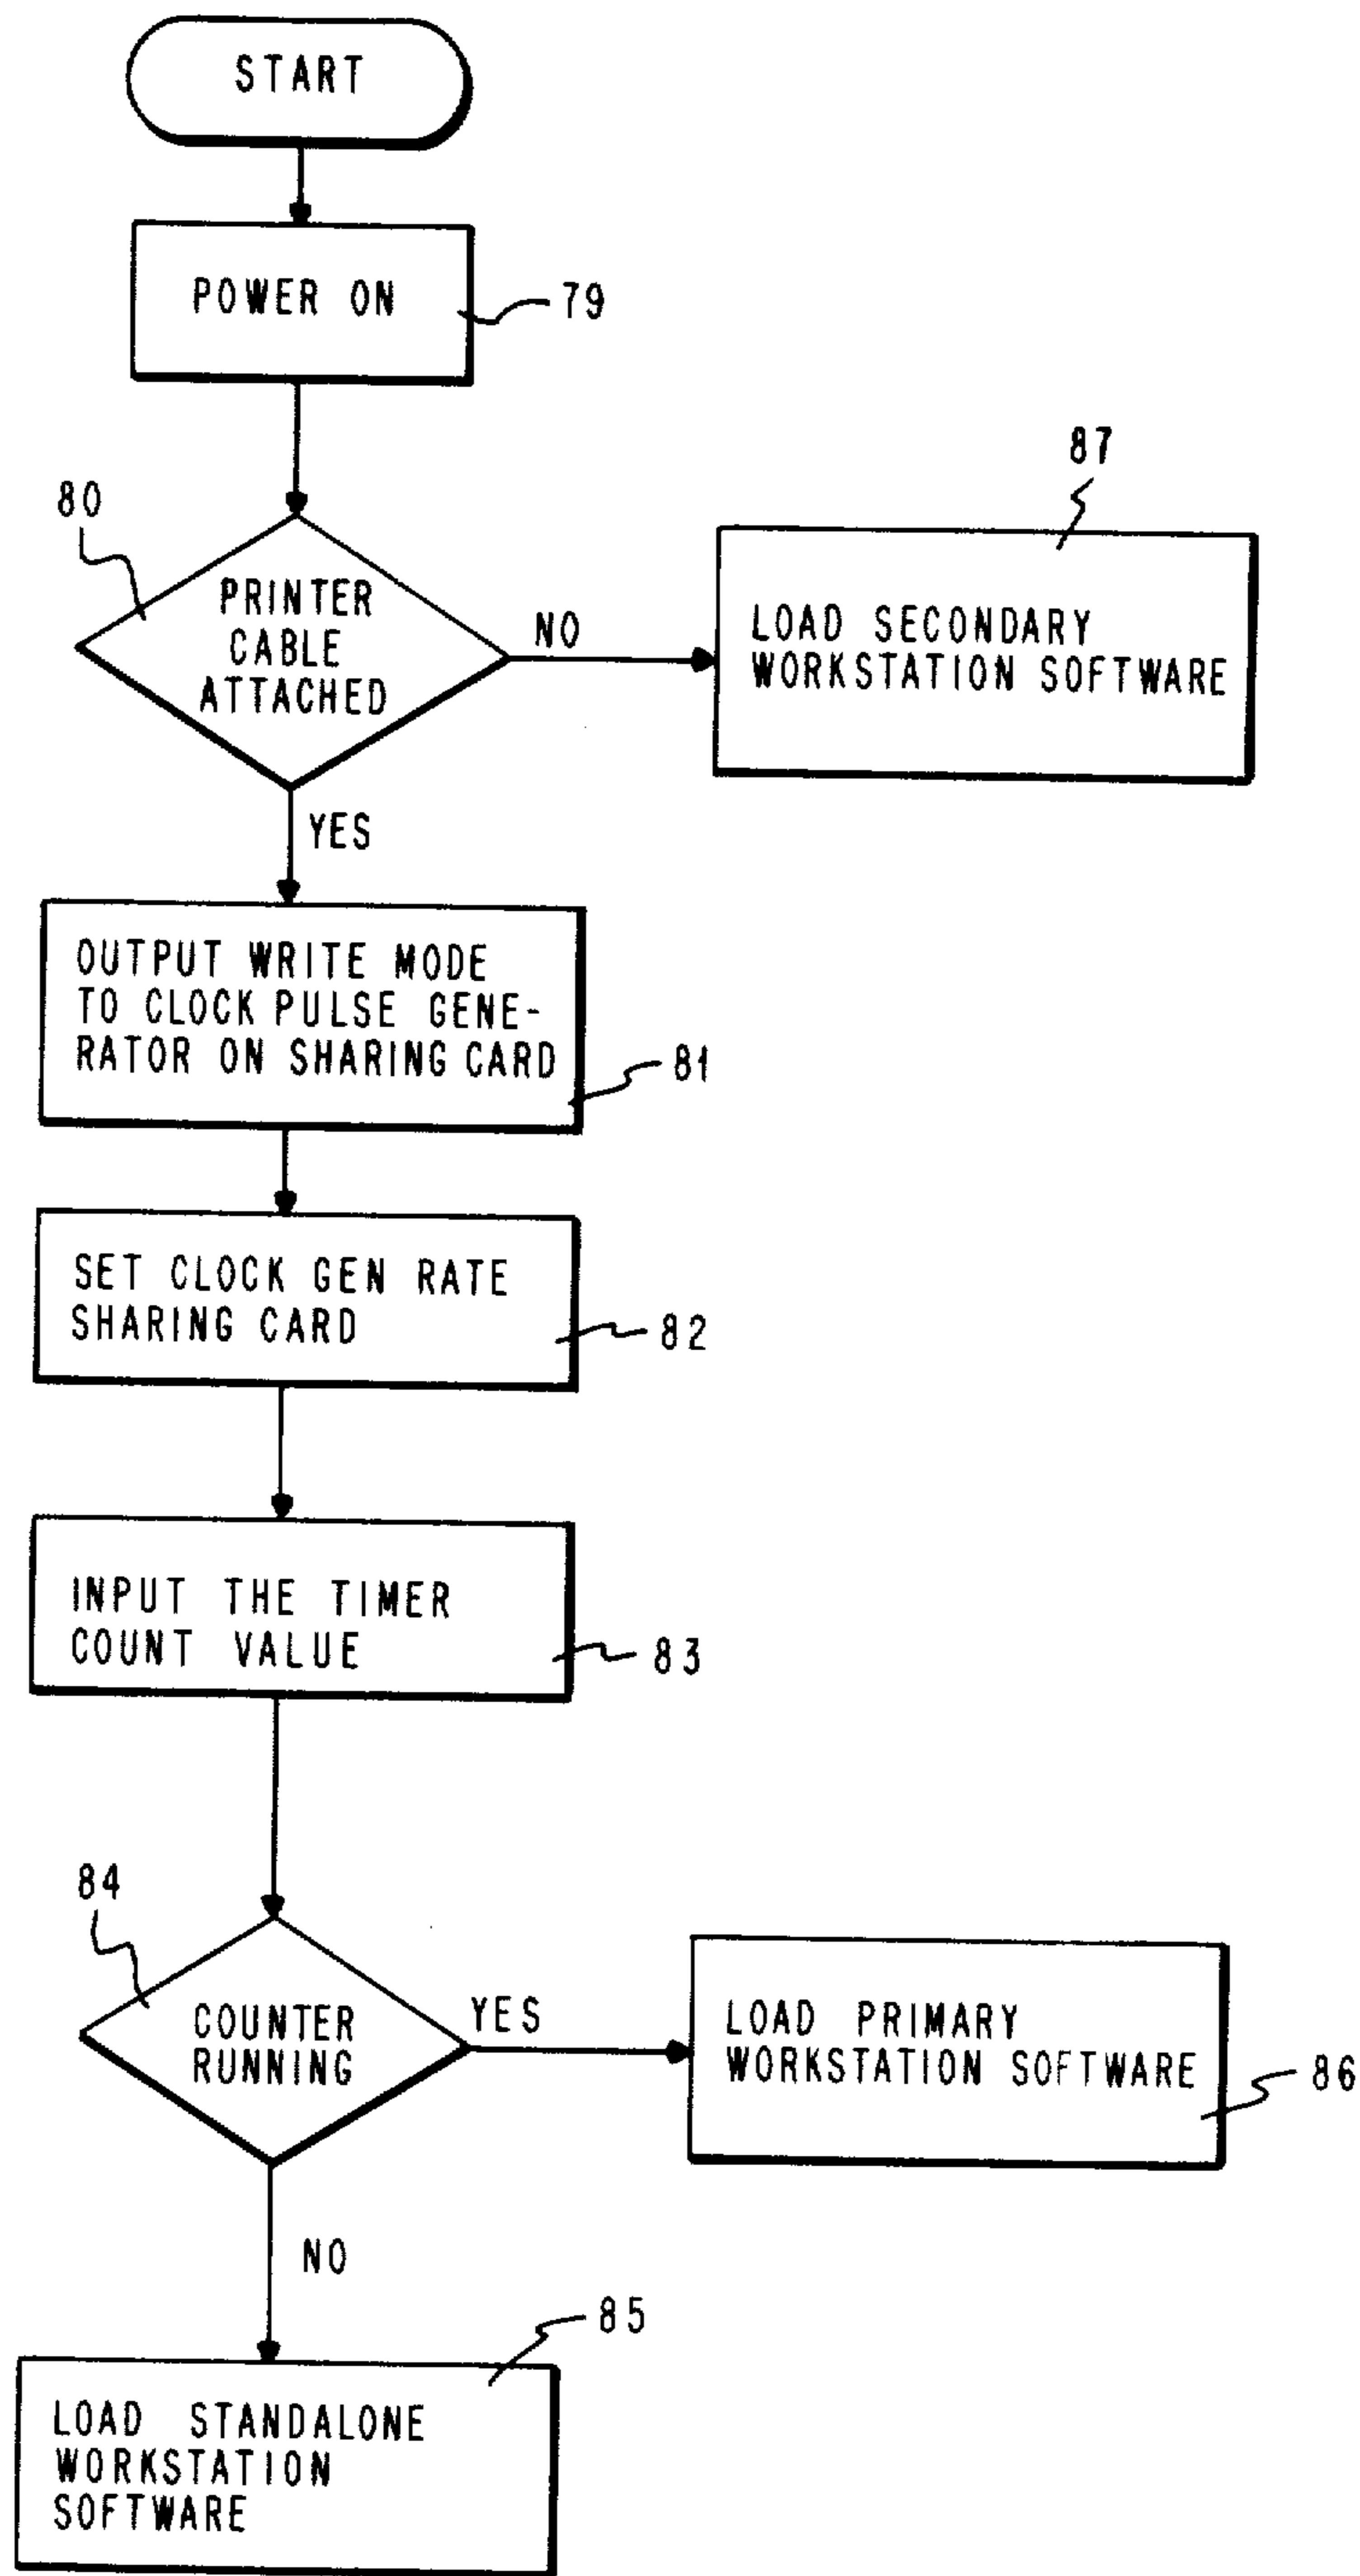 START
POWER ON
79
80
PRINTER
CABLE
ATTACHED
NO
87
LOAD SECONDARY
WORKSTATION SOFTWARE
YES
OUTPUT WRITE MODE
TO CLOCK PULSE GENE-
RATOR ON SHARING CARD
81
SET CLOCK GEN RATE
SHARING CARD
82
INPUT THE TIMER
COUNT VALUE
83
84
COUNTER
RUNNING
YES
LOAD PRIMARY
WORKSTATION SOFTWARE
86
NO
85
LOAD STANDALONE
WORKSTATION
SOFTWARE